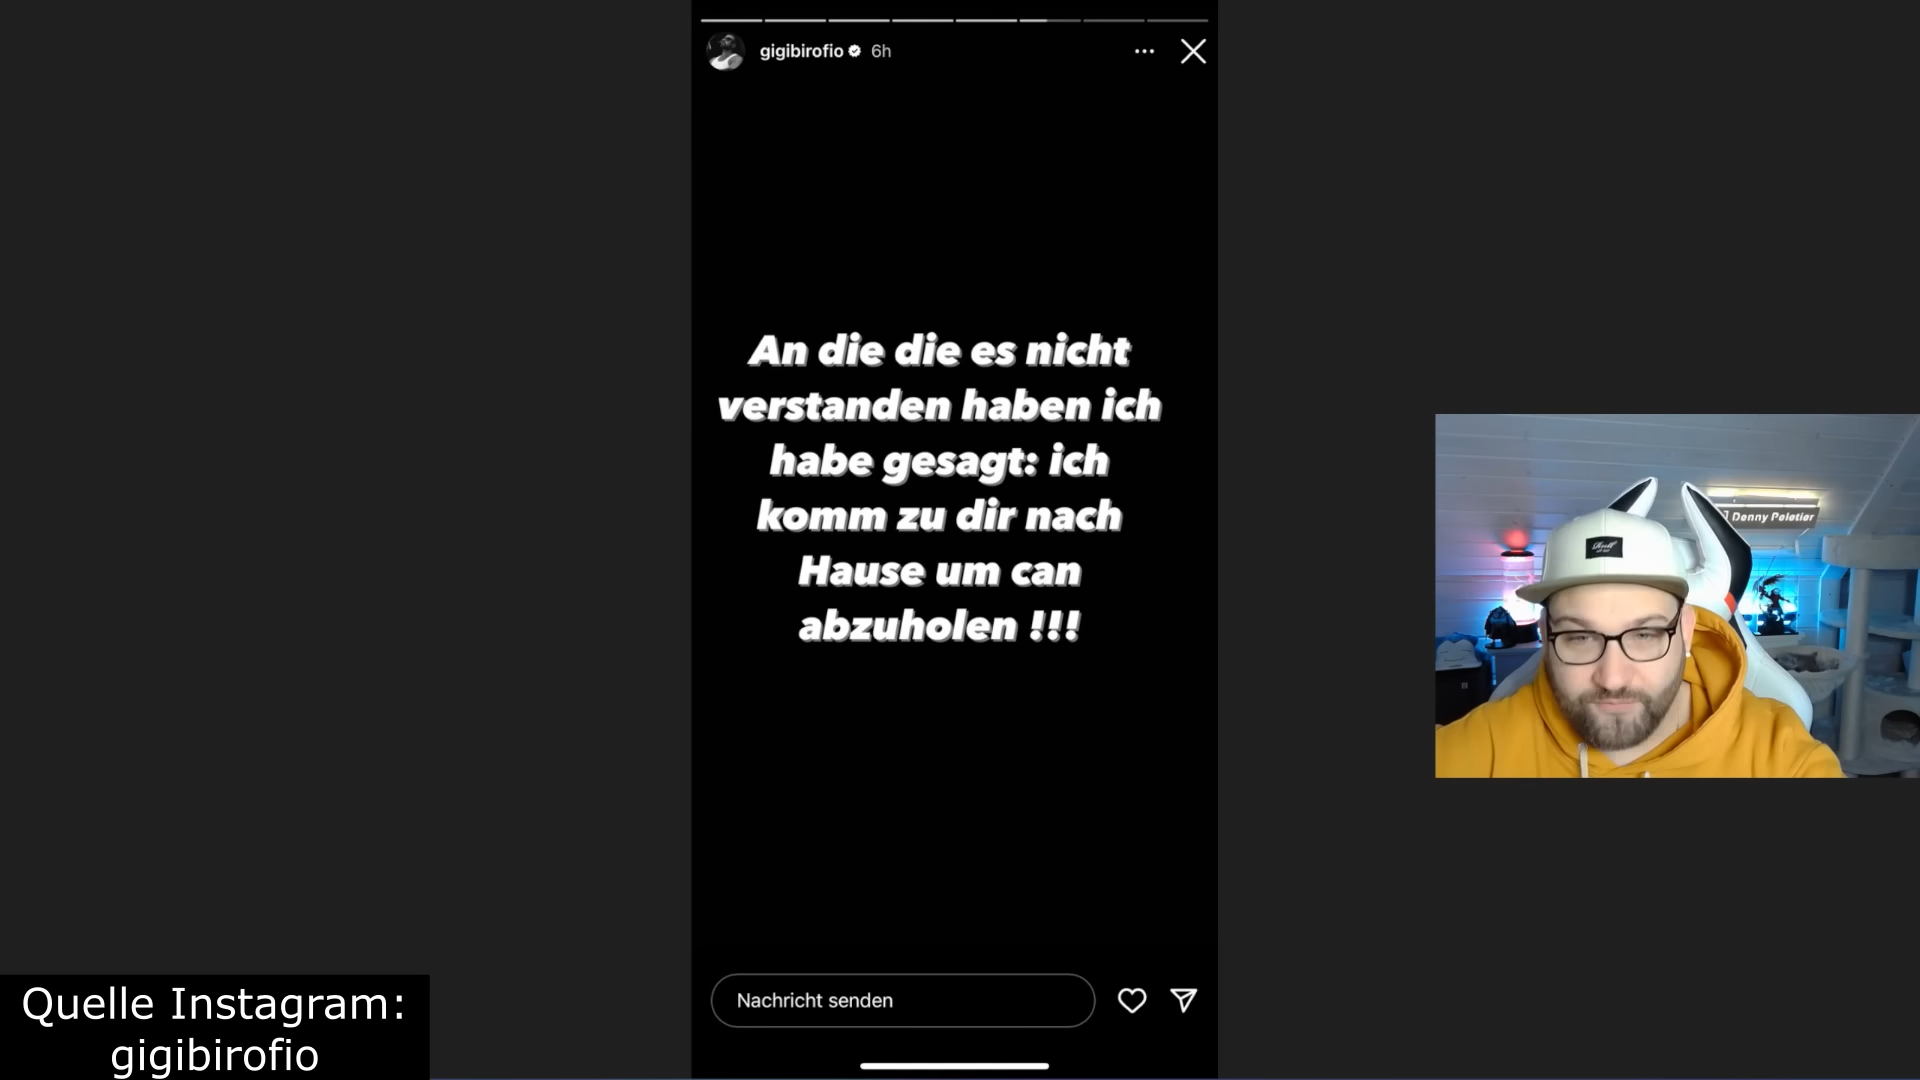 gigibirofio 6h
An die die es nicht
verstanden haben ich
habe gesagt: ich
komm zu dir nach
Hause um can
abzuholen !!!
Nachricht senden
Denny Peletier
Quelle Instagram:
gigibirofio